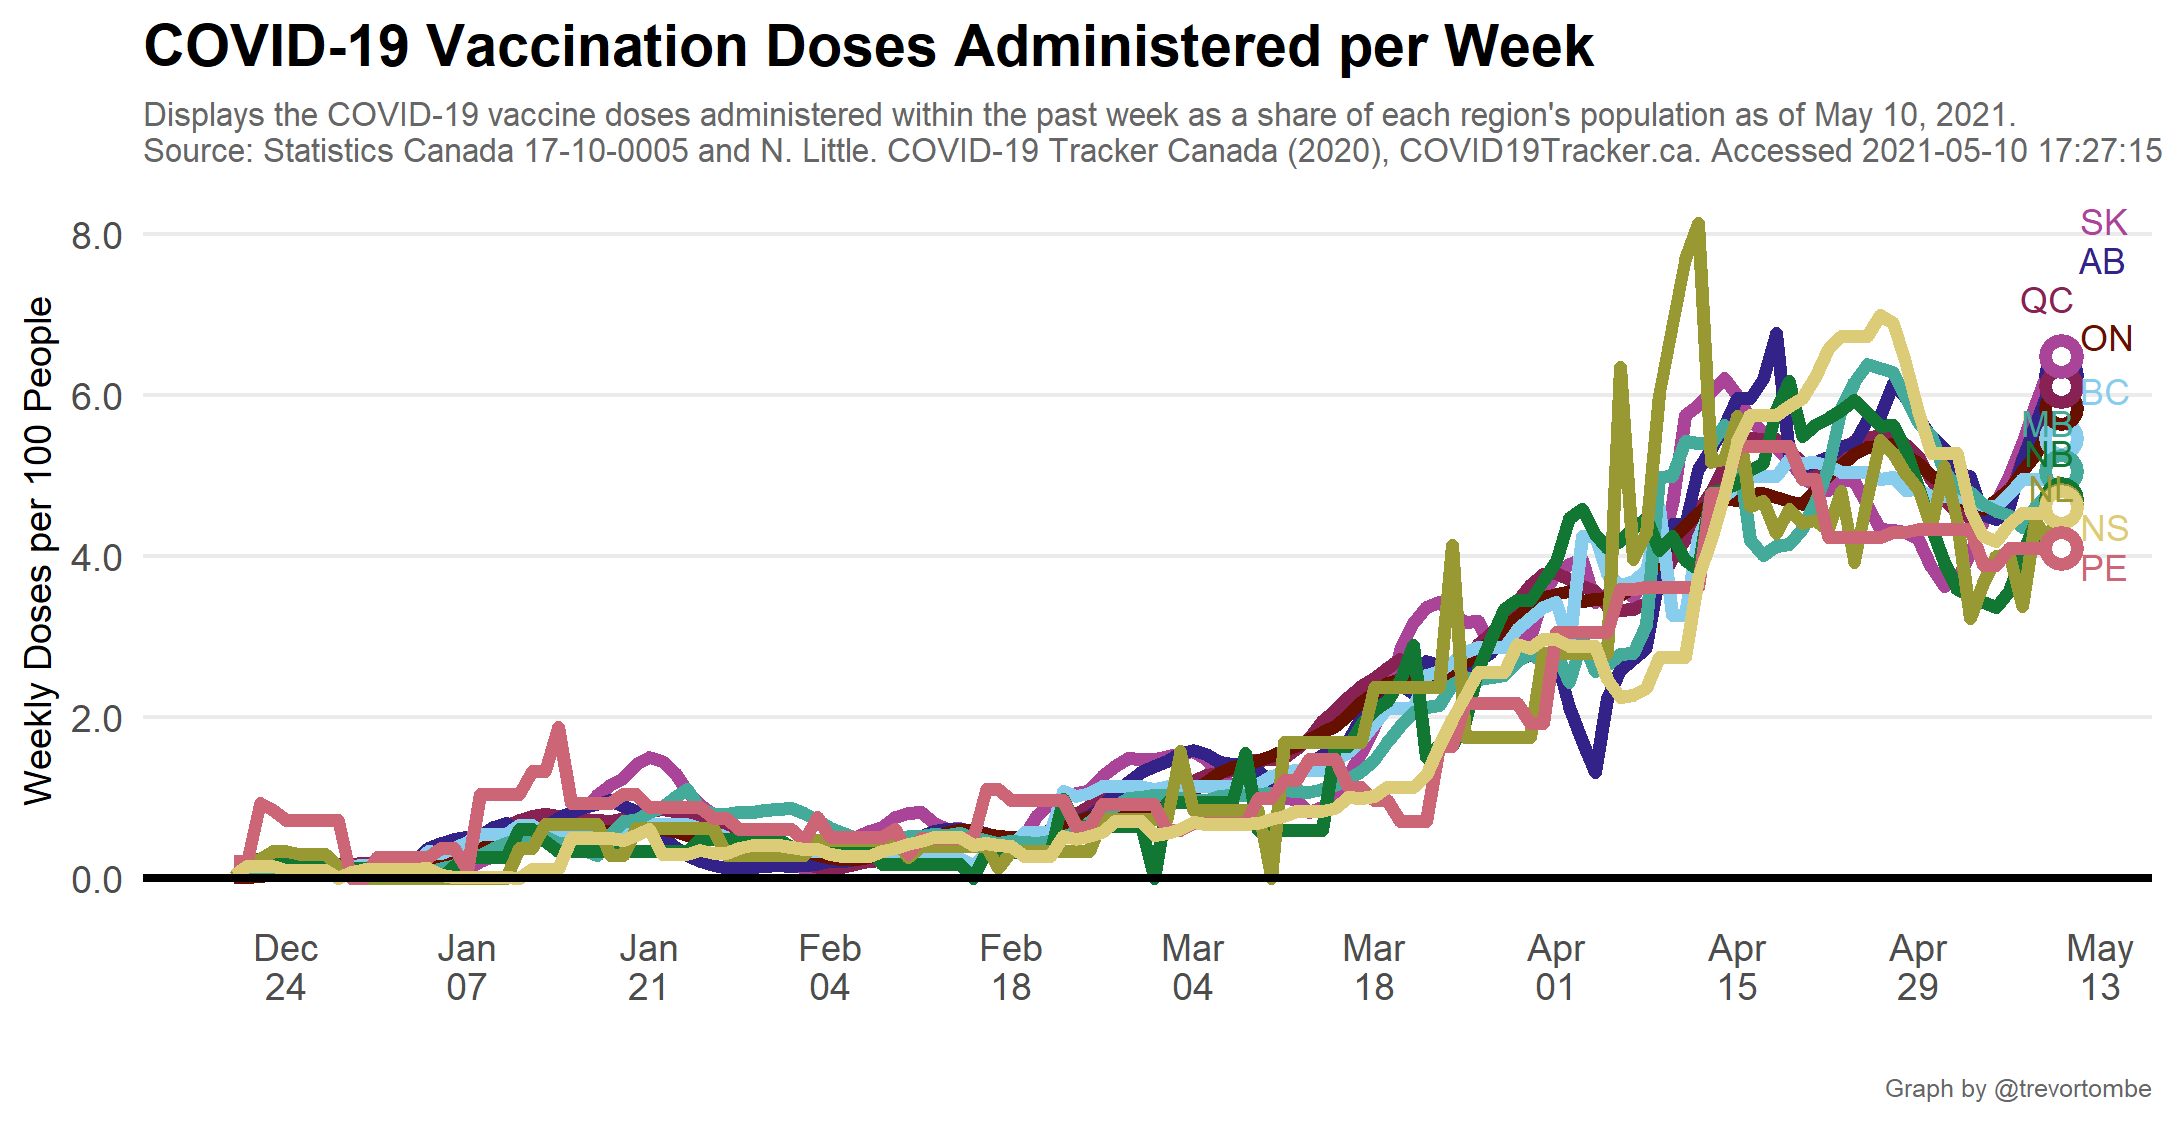 COVID-19 Vaccination Doses Administered per Week
Displays the COVID-19 vaccine doses administered within the past week as a share of each region's population as of May 10, 2021.
Source: Statistics Canada 17-10-0005 and N. Little. COVID-19 Tracker Canada (2020), COVID19Tracker.ca. Accessed 2021-05-10 17:27:15
Weekly Doses per 100 People
8.0
6.0
4.0
2.0
0.0
SK
AB
QC
ON
BC
MB
NB
NL
NS
PE
Dec 24
Jan 07
Jan 21
Feb 04
Feb 18
Mar 04
Mar 18
Apr 01
Apr 15
Apr 29
May 13
Graph by @trevortombe